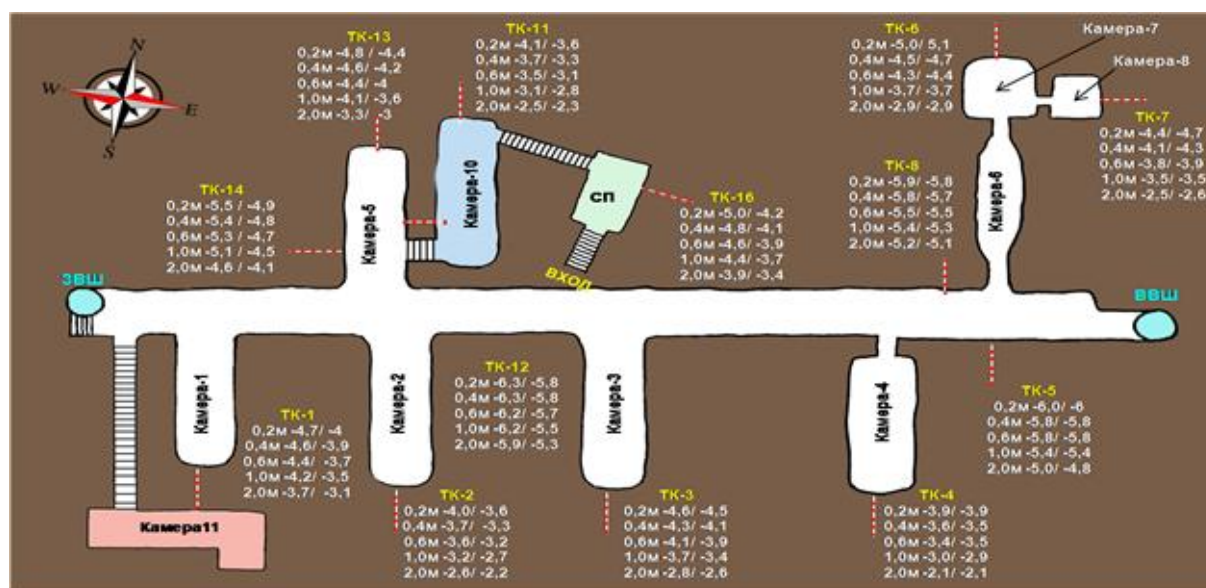 N
W
E
S
ТК-13
0,2м -4,8 / -4,4
0,4м -4,6/ -4,2
0,6м -4,4/ -4
1,0м -4,1/ -3,6
2,0м -3,3/ -3
ТК-11
0,2м -4,1/ -3,6
0,4м -3,7/ -3,3
0,6м -3,5/ -3,1
1,0м -3,1/ -2,8
2,0м -2,5/ -2,3
ТК-6
0,2м -5,0/ 5,1
0,4м -4,5/ -4,7
0,6м -4,3/ -4,4
1,0м -3,7/ -3,7
2,0м -2,9/ -2,9
Камера-7
Камера-8
ТК-7
0,2м -4,4/ -4,7
0,4м -4,1/ -4,3
0,6м -3,8/ -3,9
1,0м -3,5/ -3,5
2,0м -2,5/ -2,6
ТК-14
0,2м -5,5 / -4,9
0,4м -5,4 / -4,8
0,6м -5,3 / -4,7
1,0м -5,1 / -4,5
2,0м -4,6 / -4,1
Камера-5
Камера-10
СП
ВХОД
ТК-16
0,2м -5,0/ -4,2
0,4м -4,8/ -4,1
0,6м -4,6/ -3,9
1,0м -4,4/ -3,7
2,0м -3,9/ -3,4
ТК-8
0,2м -5,9/ -5,8
0,4м -5,8/ -5,7
0,6м -5,5/ -5,5
1,0м -5,4/ -5,3
2,0м -5,2/ -5,1
Камера-6
ЗВШ
ВВШ
Камера-1
Камера-2
Камера-3
Камера-4
ТК-12
0,2м -6,3/ -5,8
0,4м -6,3/ -5,8
0,6м -6,2/ -5,7
1,0м -6,2/ -5,5
2,0м -5,9/ -5,3
ТК-5
0,2м -6,0/ -6
0,4м -5,8/ -5,8
0,6м -5,8/ -5,8
1,0м -5,4/ -5,4
2,0м -5,0/ -4,8
ТК-1
0,2м -4,7/ -4
0,4м -4,6/ -3,9
0,6м -4,4/ -3,7
1,0м -4,2/ -3,5
2,0м -3,7/ -3,1
Камера11
ТК-2
0,2м -4,0/ -3,6
0,4м -3,7/ -3,3
0,6м -3,6/ -3,2
1,0м -3,2/ -2,7
2,0м -2,6/ -2,2
ТК-3
0,2м -4,6/ -4,5
0,4м -4,3/ -4,1
0,6м -4,1/ -3,9
1,0м -3,7/ -3,4
2,0м -2,8/ -2,6
ТК-4
0,2м -3,9/ -3,9
0,4м -3,6/ -3,5
0,6м -3,4/ -3,5
1,0м -3,0/ -2,9
2,0м -2,1/ -2,1